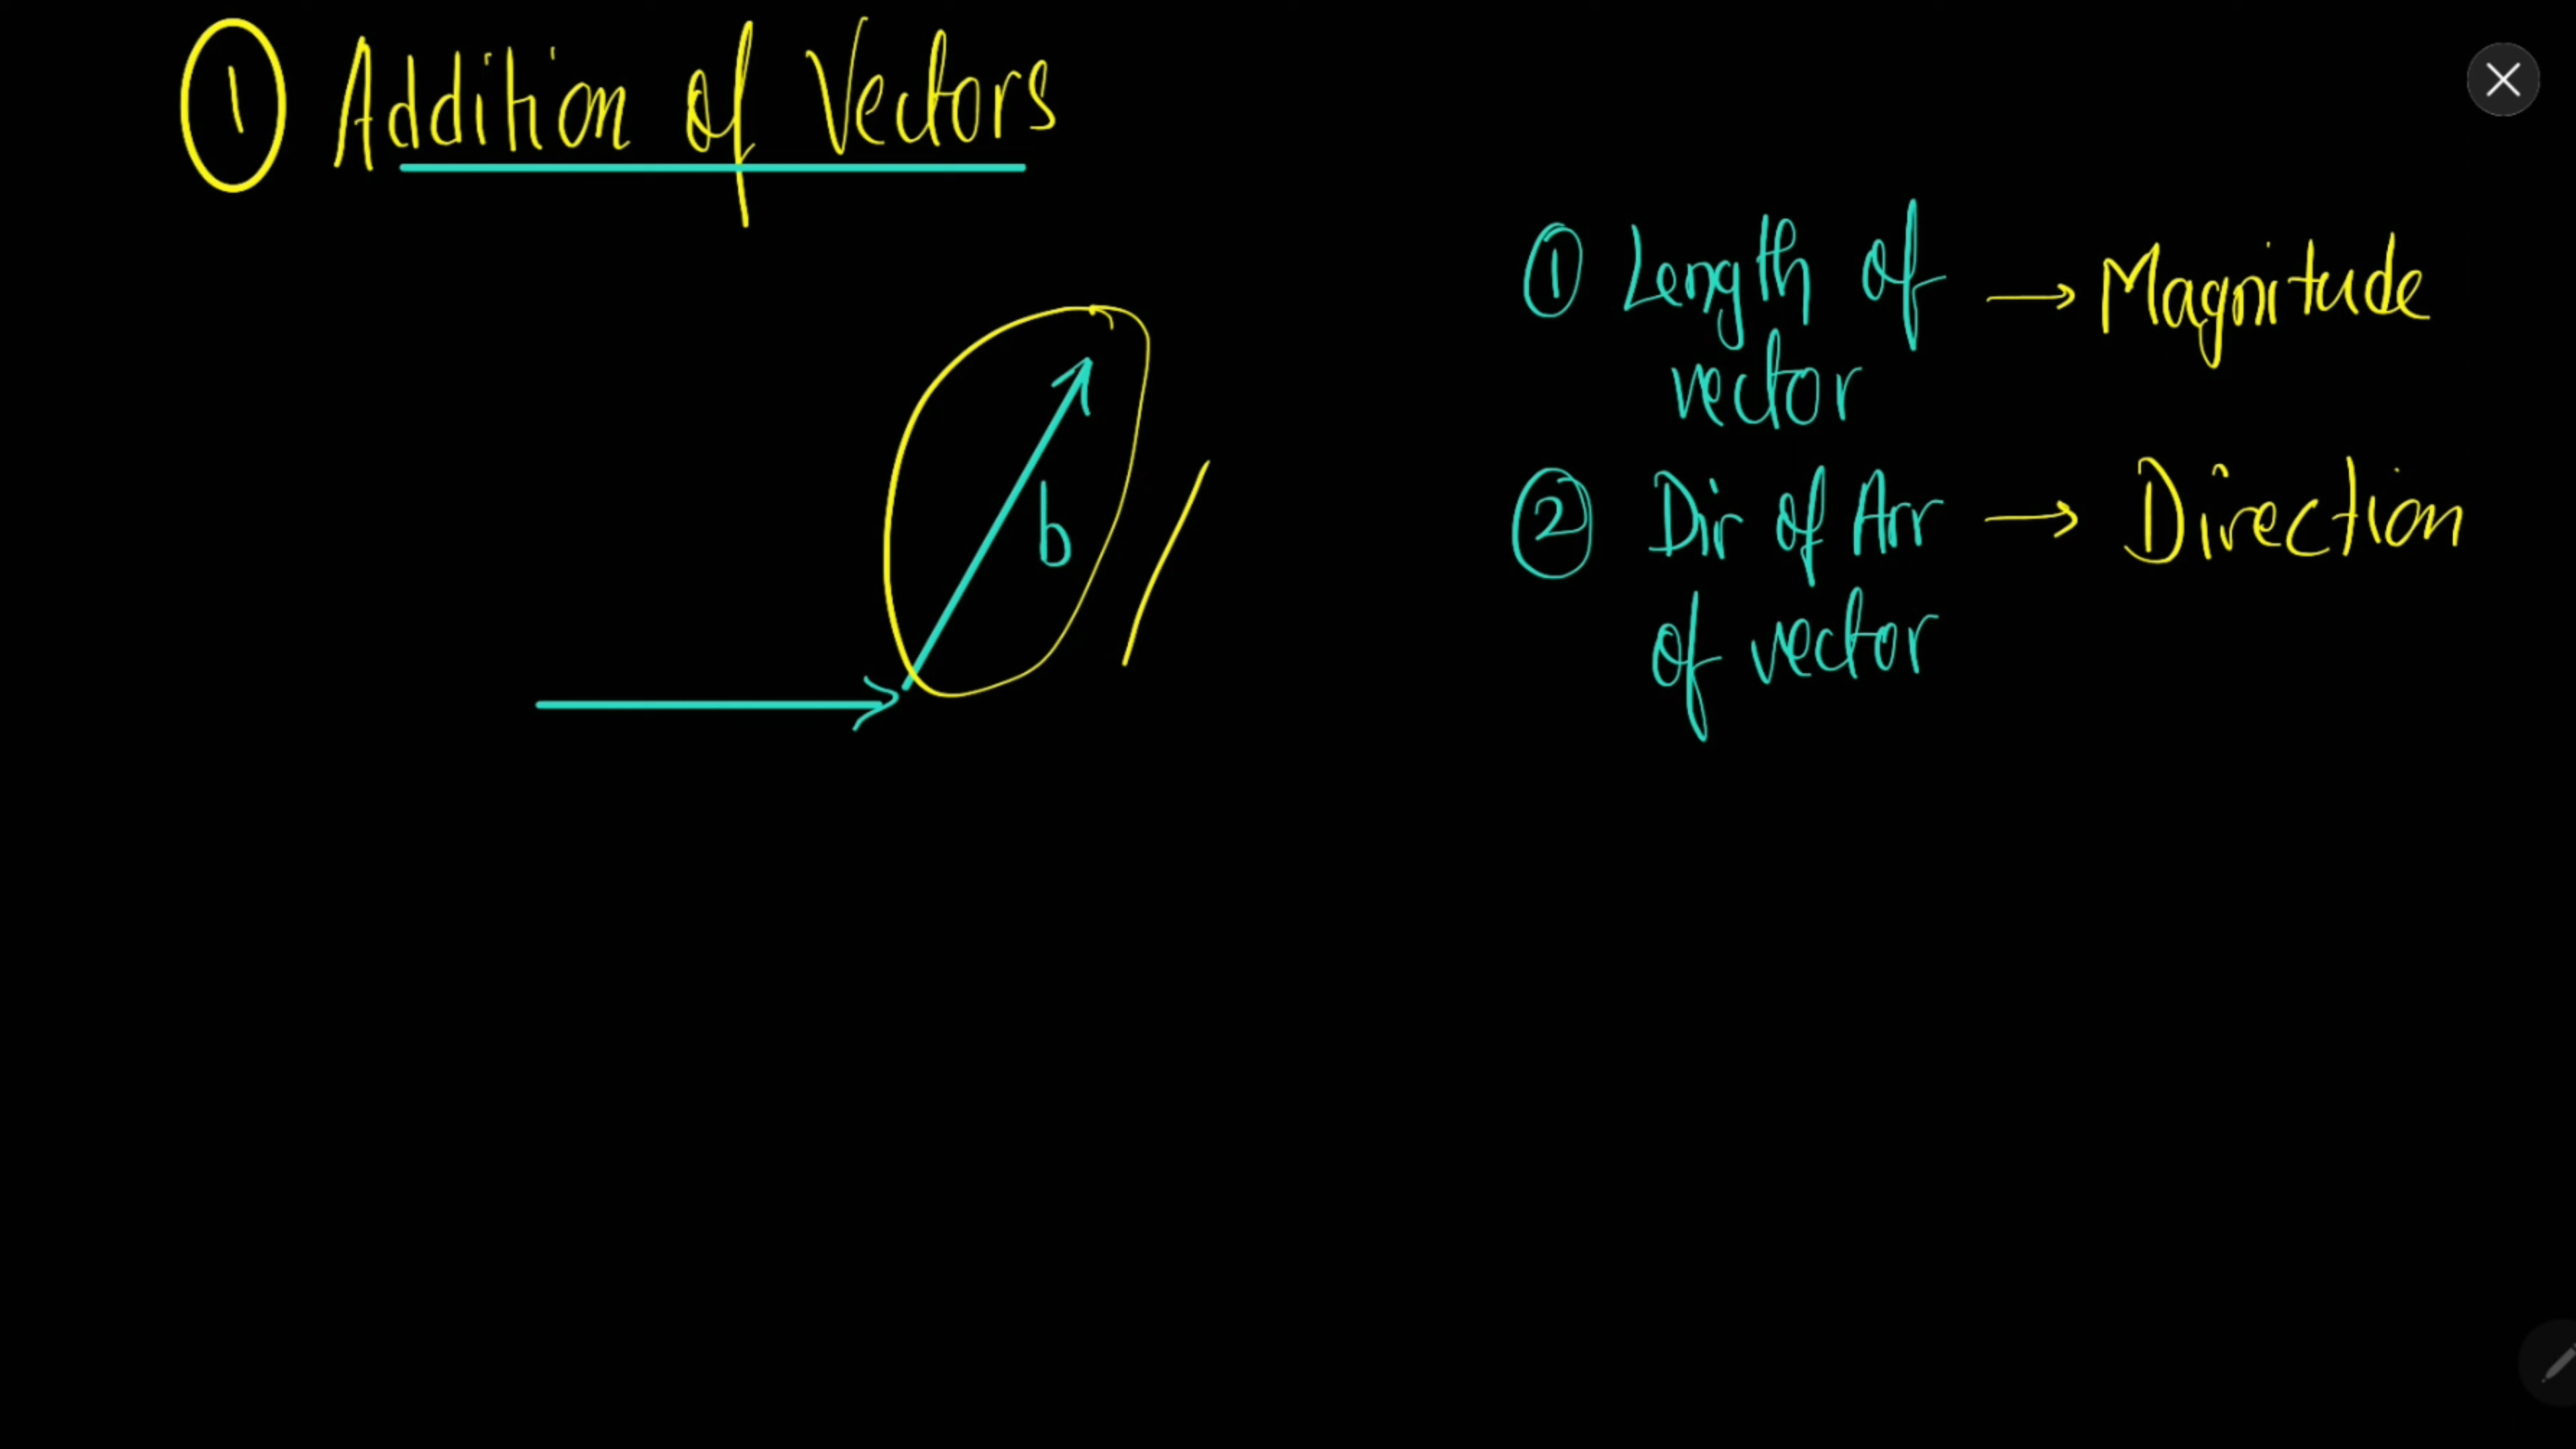 ① Addition of Vectors
① Length of → Magnitude
vector
② Dir of Arr → Direction
of vector
b